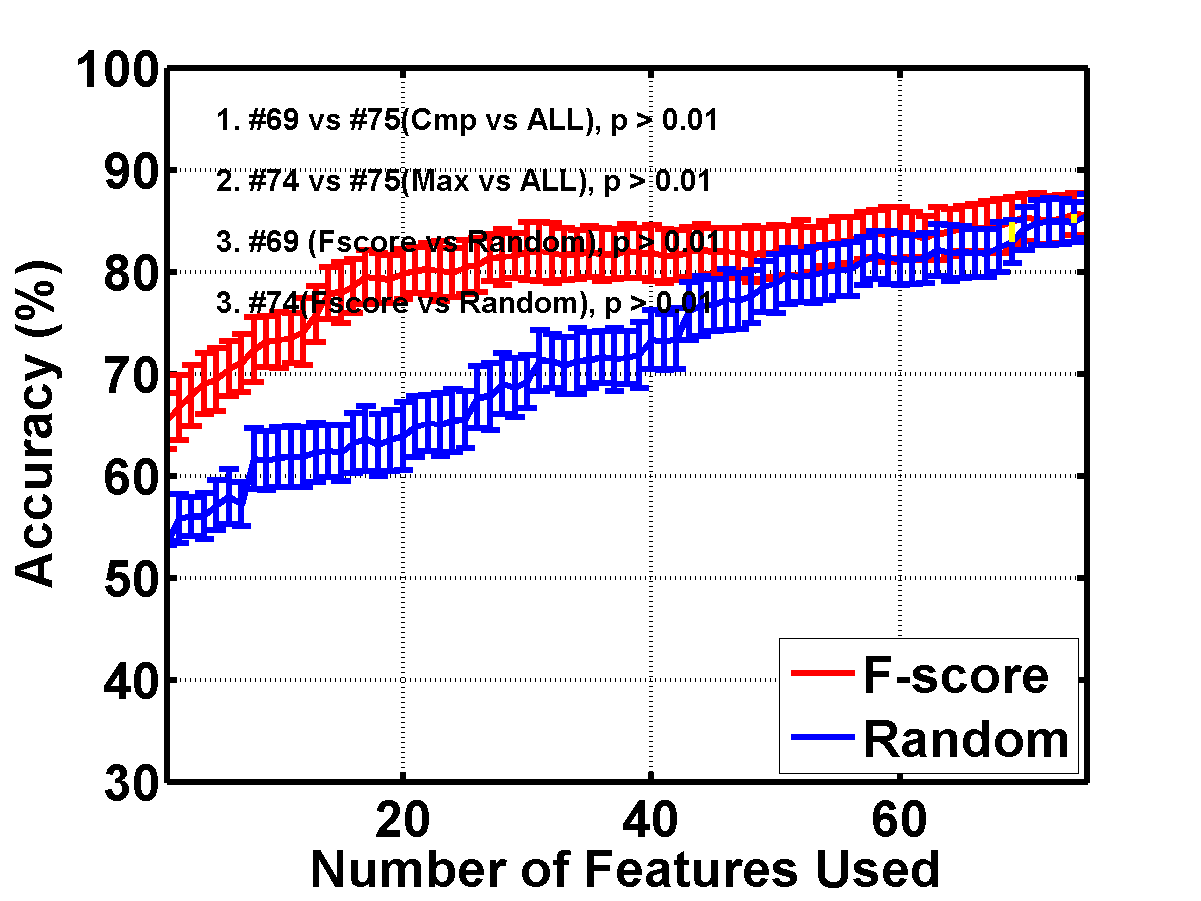 100
90
80
70
60
50
40
30
Accuracy (%)
1. #69 vs #75(Cmp vs ALL), p > 0.01
2. #74 vs #75(Max vs ALL), p > 0.01
3. #69 (Fscore vs Random), p > 0.01
3. #74(Fscore vs Random), p > 0.01
F-score
Random
20 40 60
Number of Features Used